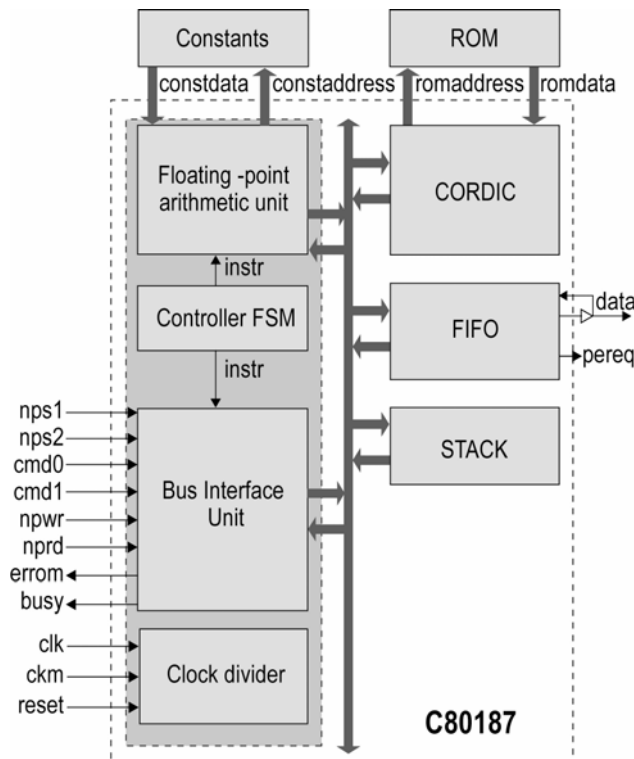 Constants
ROM
constdata
constaddress
romaddress
romdata
Floating -point
arithmetic unit
CORDIC
instr
Controller FSM
FIFO
data
pereq
instr
nps1
nps2
cmd0
cmd1
npwr
nprd
errom
busy
Bus Interface
Unit
STACK
clk
ckm
reset
Clock divider
C80187